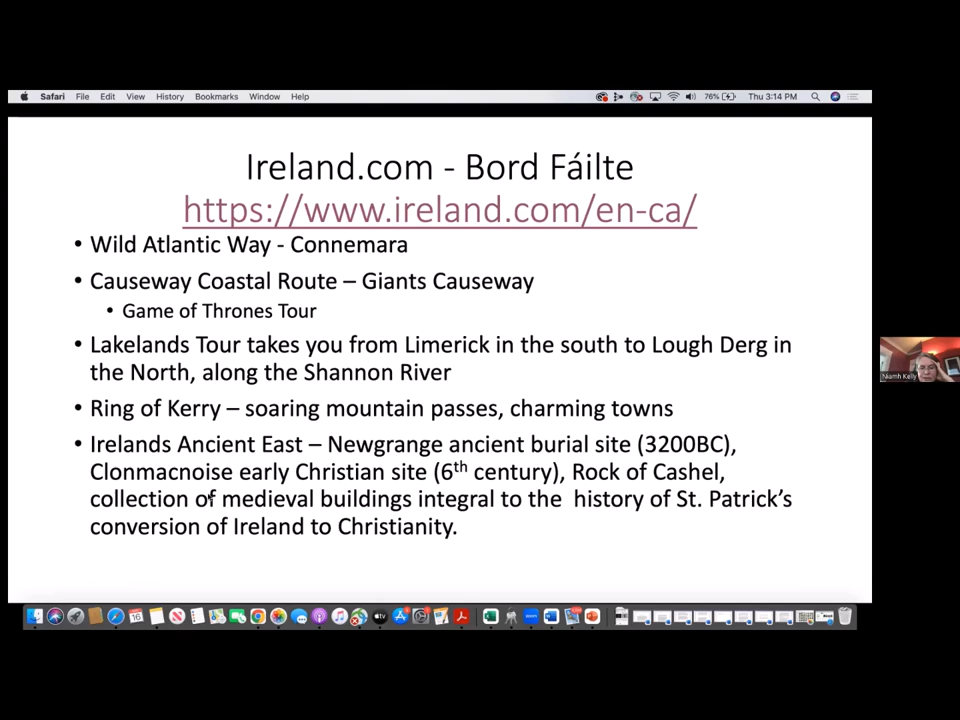 Safari File Edit View History Bookmarks Window Help 76% Thu 3:14 PM
Ireland.com - Bord Fáilte
https://www.ireland.com/en-ca/
• Wild Atlantic Way - Connemara
• Causeway Coastal Route – Giants Causeway
• Game of Thrones Tour
• Lakelands Tour takes you from Limerick in the south to Lough Derg in
the North, along the Shannon River
• Ring of Kerry – soaring mountain passes, charming towns
• Irelands Ancient East – Newgrange ancient burial site (3200BC),
Clonmacnoise early Christian site (6th century), Rock of Cashel,
collection of medieval buildings integral to the history of St. Patrick's
conversion of Ireland to Christianity.
Niamh Kelly
16